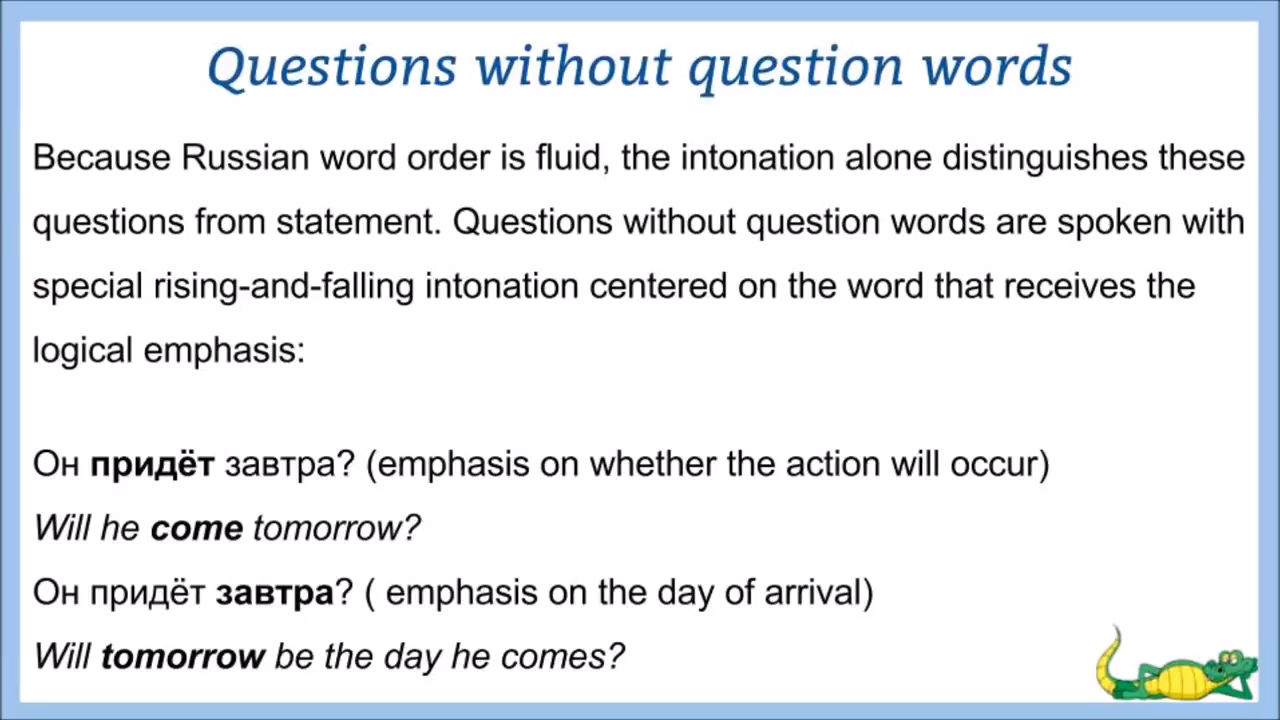 Questions without question words
Because Russian word order is fluid, the intonation alone distinguishes these
questions from statement. Questions without question words are spoken with
special rising-and-falling intonation centered on the word that receives the
logical emphasis:
Он придёт завтра? (emphasis on whether the action will occur)
Will he come tomorrow?
Он придёт завтра? ( emphasis on the day of arrival)
Will tomorrow be the day he comes?